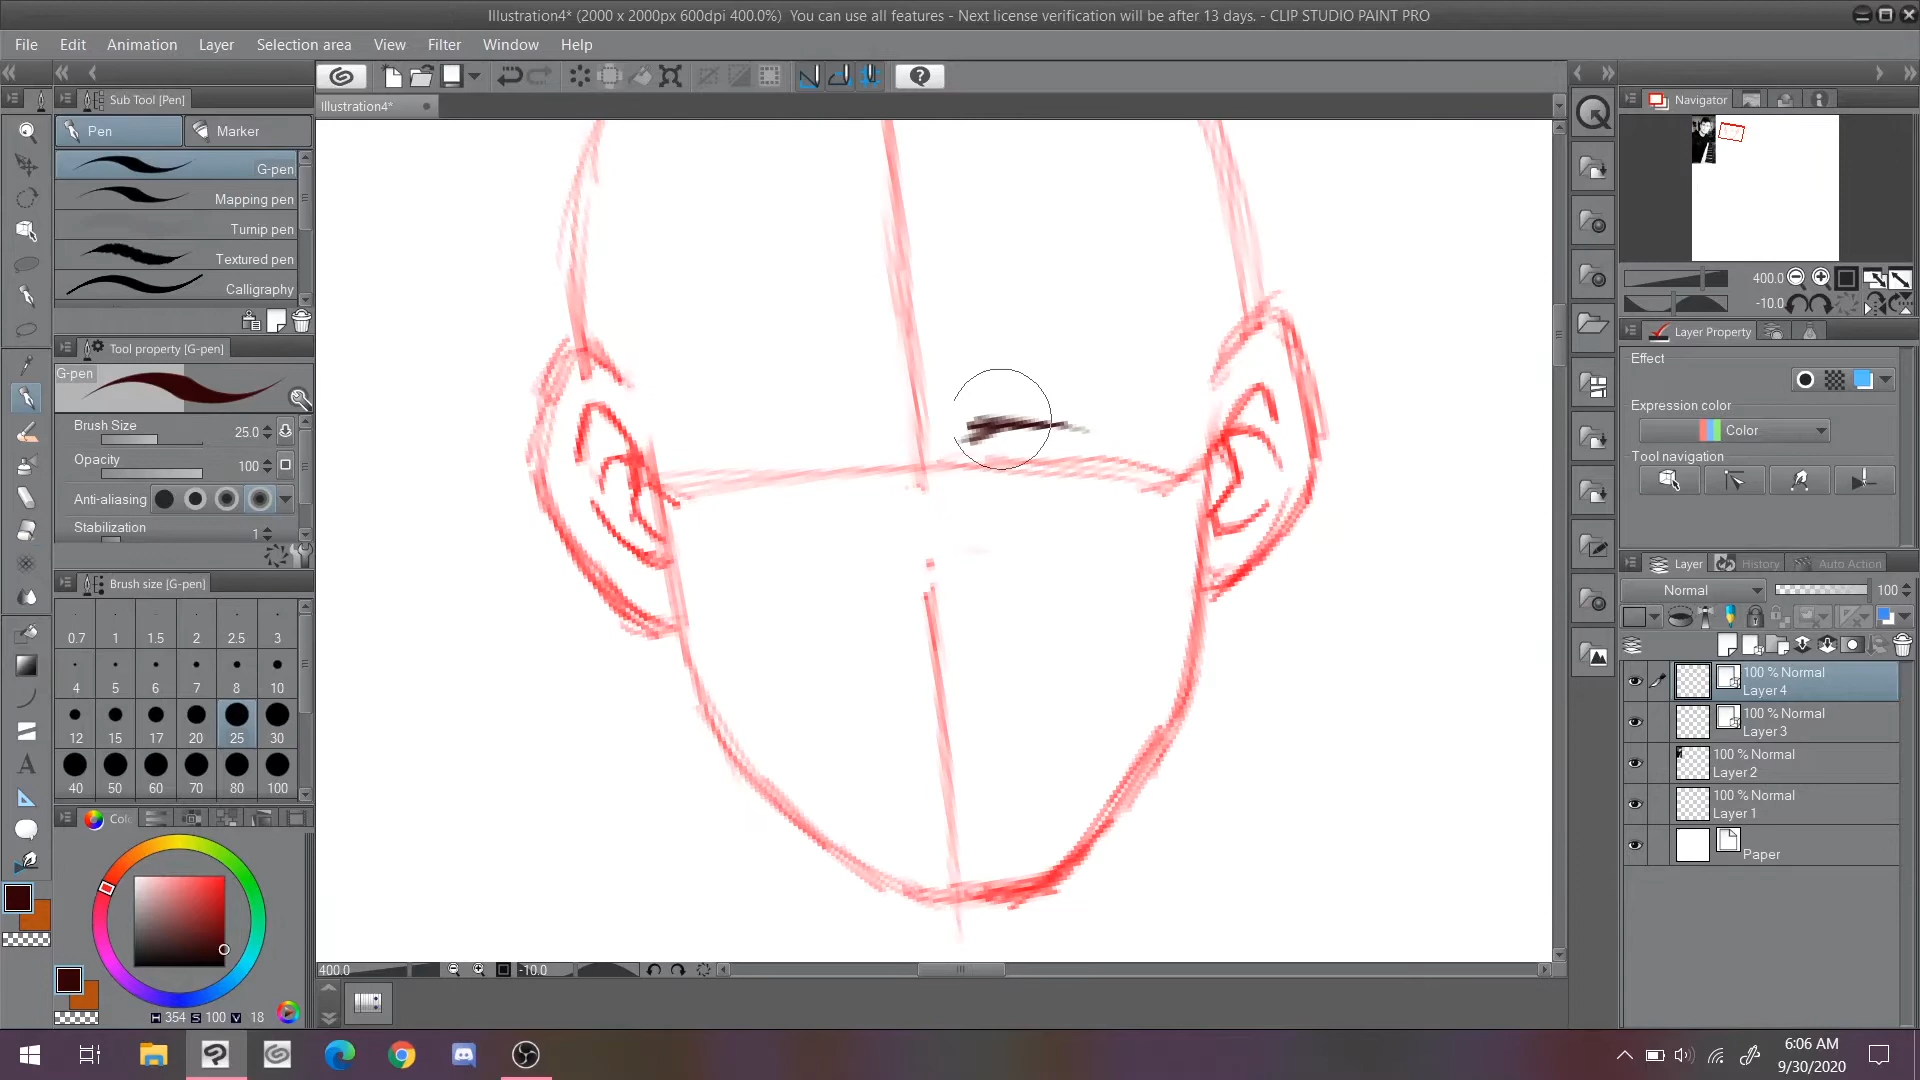 Illustration4* (2000 x 2000px 600dpi 400.0%)  You can use all features - Next license verification will be after 13 days. - CLIP STUDIO PAINT PRO
File Edit Animation Layer Selection area View Filter Window Help
Sub Tool [Pen]
Illustration4*
Navigator
Pen Marker
G-pen
Mapping pen
Turnip pen
Textured pen
Calligraphy
400.0
-10.0
Tool property [G-pen]
Layer Property
G-pen
Effect
Brush Size 25.0
Expression color
Color
Opacity 100
Tool navigation
Anti-aliasing
Stabilization 1
Layer History Auto Action
Brush size [G-pen]
Normal 100
0.7 1 1.5 2 2.5 3
4 5 6 7 8 10
12 15 17 20 25 30
40 50 60 70 80 100
100 % Normal
Layer 4
100 % Normal
Layer 3
100 % Normal
Layer 2
100 % Normal
Layer 1
Paper
Colo
400.0 -10.0
H 354 S 100 V 18
6:06 AM
9/30/2020